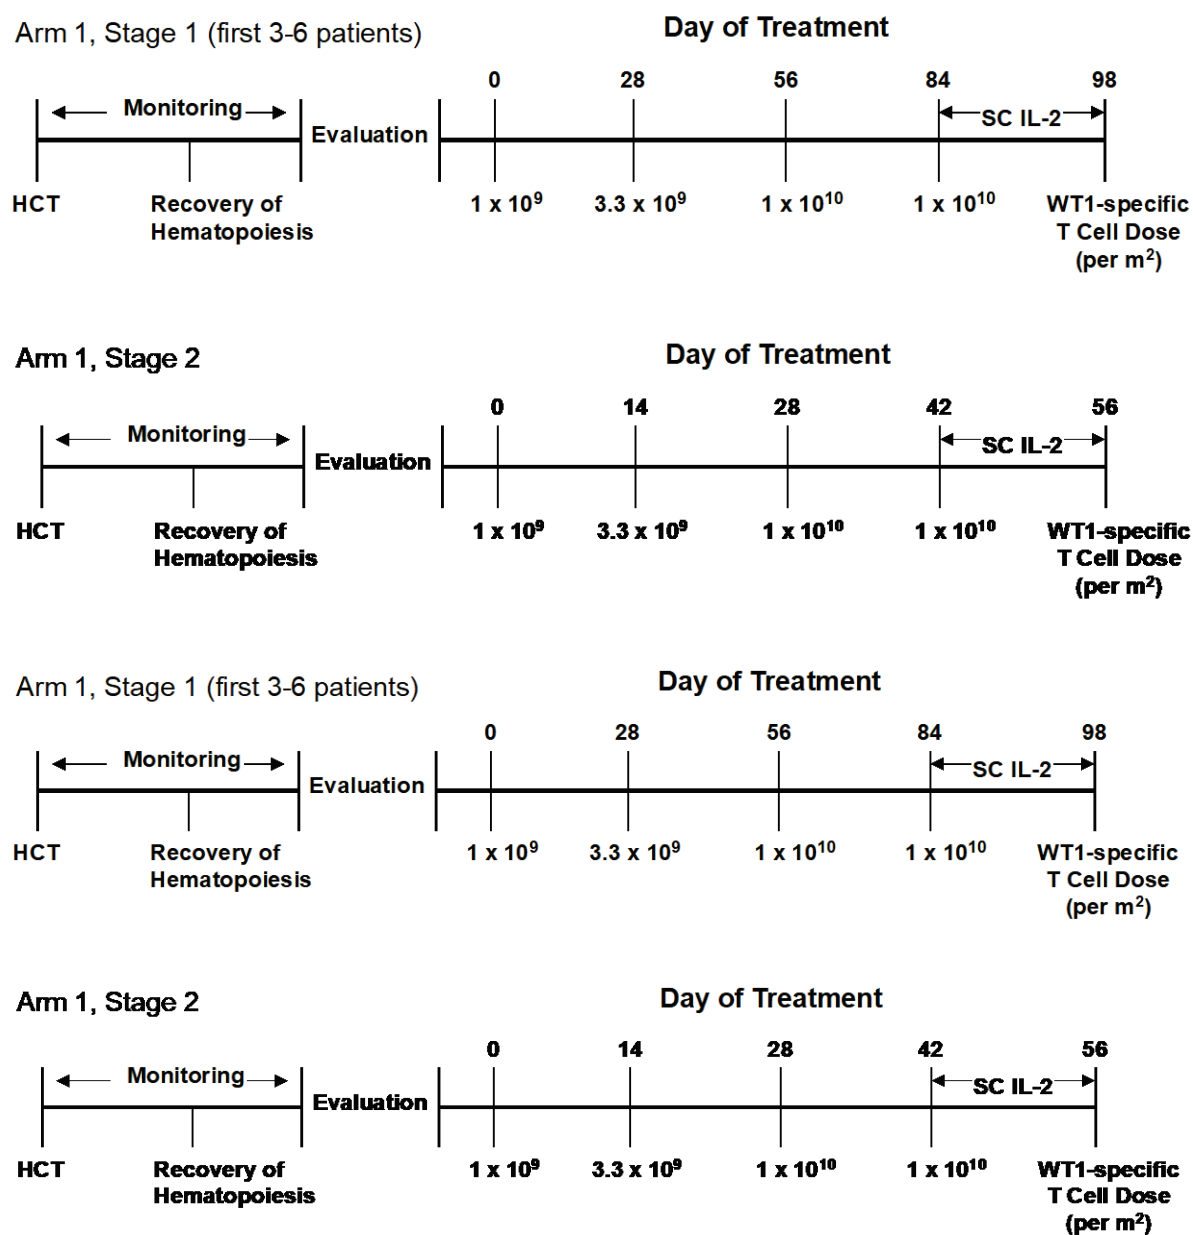 Arm 1, Stage 1 (first 3-6 patients)
Day of Treatment
0 28 56 84 98
Monitoring
SC IL-2
Evaluation
HCT Recovery of 1 x 10⁹ 3.3 x 10⁹ 1 x 10¹⁰ 1 x 10¹⁰ WT1-specific
Hematopoiesis T Cell Dose
(per m²)
Arm 1, Stage 2
Day of Treatment
0 14 28 42 56
Monitoring
SC IL-2
Evaluation
HCT Recovery of 1 x 10⁹ 3.3 x 10⁹ 1 x 10¹⁰ 1 x 10¹⁰ WT1-specific
Hematopoiesis T Cell Dose
(per m²)
Arm 1, Stage 1 (first 3-6 patients)
Day of Treatment
0 28 56 84 98
Monitoring
SC IL-2
Evaluation
HCT Recovery of 1 x 10⁹ 3.3 x 10⁹ 1 x 10¹⁰ 1 x 10¹⁰ WT1-specific
Hematopoiesis T Cell Dose
(per m²)
Arm 1, Stage 2
Day of Treatment
0 14 28 42 56
Monitoring
SC IL-2
Evaluation
HCT Recovery of 1 x 10⁹ 3.3 x 10⁹ 1 x 10¹⁰ 1 x 10¹⁰ WT1-specific
Hematopoiesis T Cell Dose
(per m²)